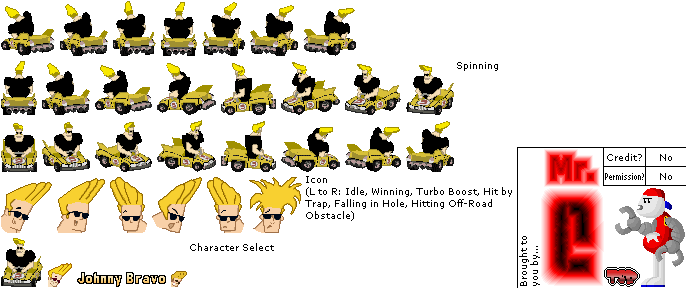 Spinning
Icon
(L to R: Idle, Winning, Turbo Boost, Hit by
Trap, Falling in Hole, Hitting Off-Road
Obstacle)
Character Select
Johnny Bravo
Brought to
you by...
Mr.
C
Credit? No
Permission? No